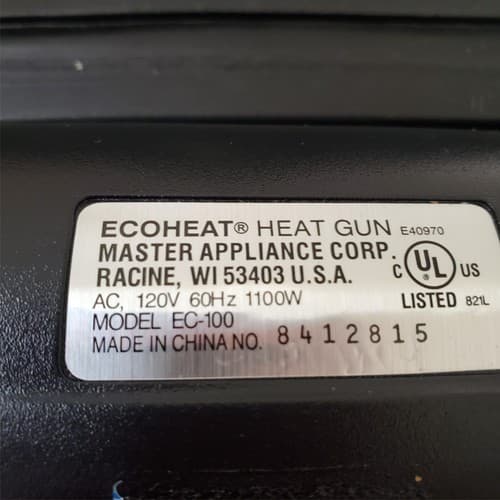 ECOHEAT® HEAT GUN E40970
MASTER APPLIANCE CORP.
RACINE, WI 53403 U.S.A.
C UL US
AC, 120V 60Hz 1100W
LISTED 821L
MODEL EC-100
MADE IN CHINA NO. 8412815